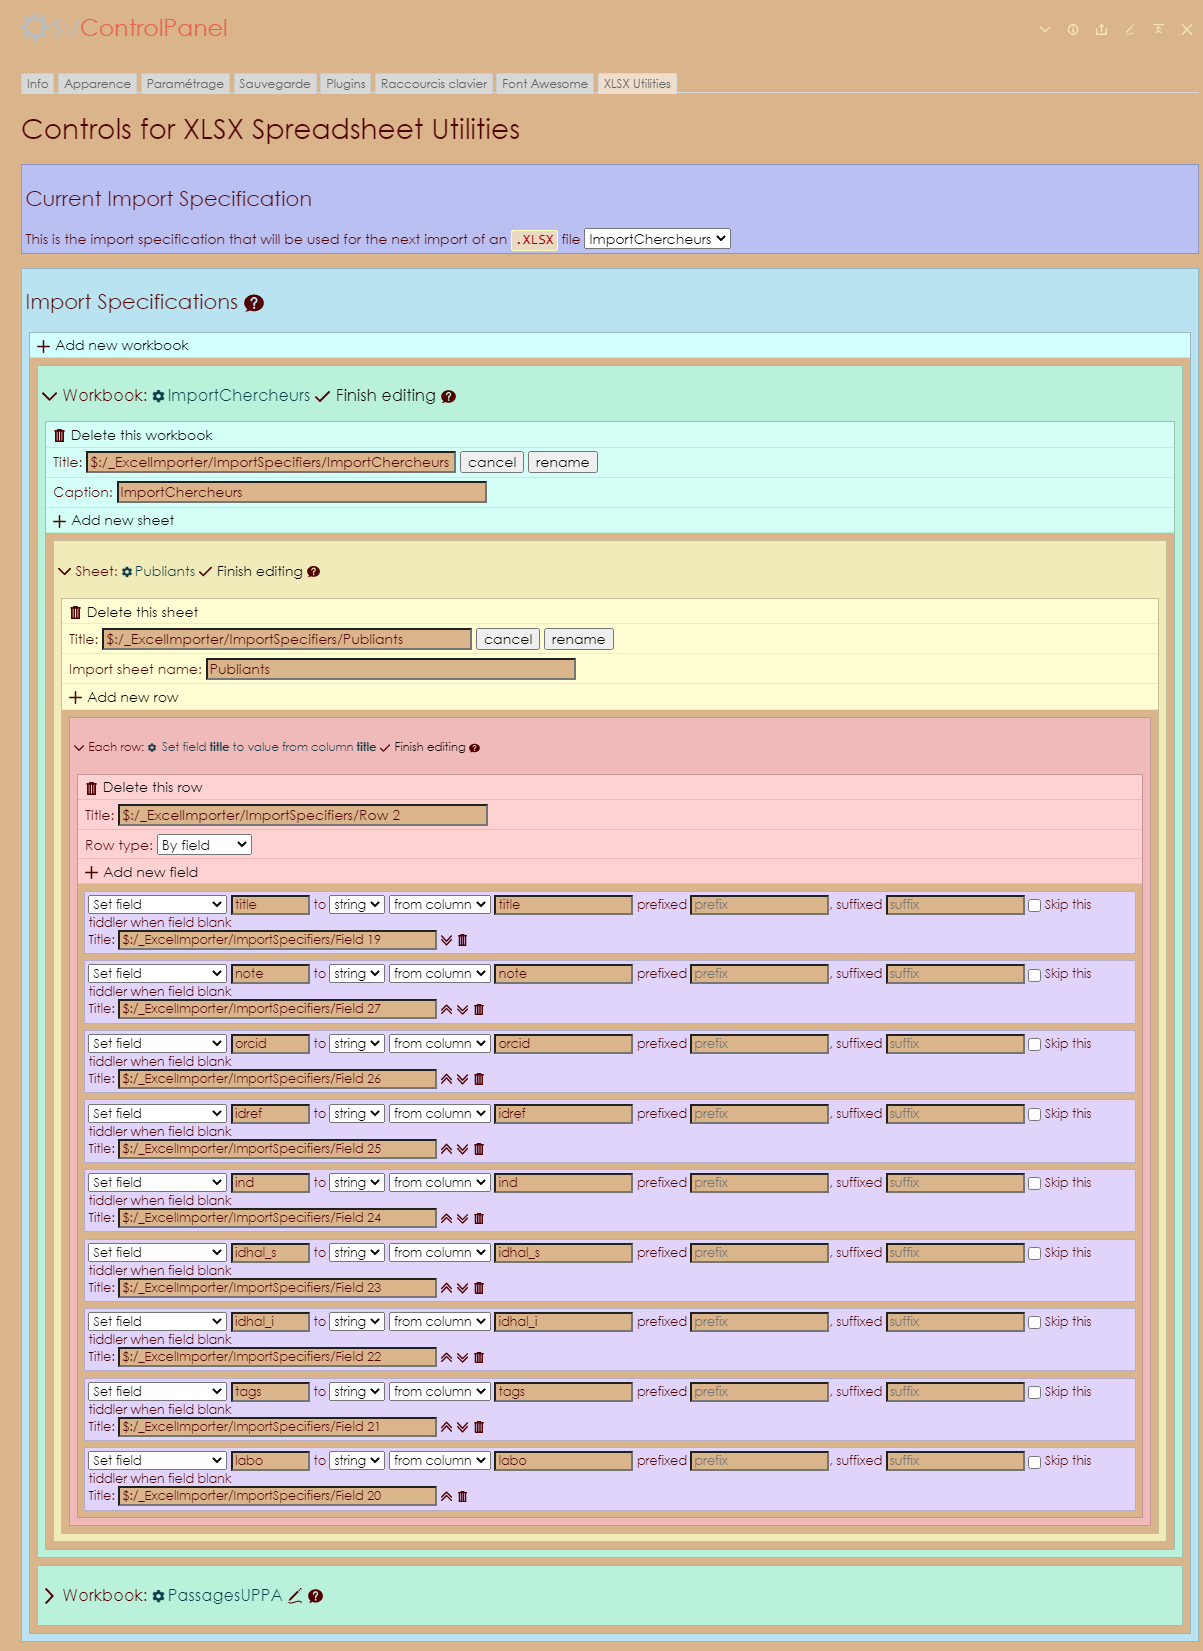 ControlPanel
Info Apparence Paramétrage Sauvegarde Plugins Raccourcis clavier Font Awesome XLSX Utilities
Controls for XLSX Spreadsheet Utilities
Current Import Specification
This is the import specification that will be used for the next import of an .XLSX file ImportChercheurs
Import Specifications
Add new workbook
Workbook: ImportChercheurs Finish editing
Delete this workbook
Title: $:/_ExcelImporter/ImportSpecifiers/ImportChercheurs cancel rename
Caption: ImportChercheurs
Add new sheet
Sheet: Publiants Finish editing
Delete this sheet
Title: $:/_ExcelImporter/ImportSpecifiers/Publiants cancel rename
Import sheet name: Publiants
Add new row
Each row: Set field title to value from column title Finish editing
Delete this row
Title: $:/_ExcelImporter/ImportSpecifiers/Row 2
Row type: By field
Add new field
Set field title to string from column title prefixed prefix , suffixed suffix Skip this
tiddler when field blank
Title: $:/_ExcelImporter/ImportSpecifiers/Field 19
Set field note to string from column note prefixed prefix , suffixed suffix Skip this
tiddler when field blank
Title: $:/_ExcelImporter/ImportSpecifiers/Field 27
Set field orcid to string from column orcid prefixed prefix , suffixed suffix Skip this
tiddler when field blank
Title: $:/_ExcelImporter/ImportSpecifiers/Field 26
Set field idref to string from column idref prefixed prefix , suffixed suffix Skip this
tiddler when field blank
Title: $:/_ExcelImporter/ImportSpecifiers/Field 25
Set field ind to string from column ind prefixed prefix , suffixed suffix Skip this
tiddler when field blank
Title: $:/_ExcelImporter/ImportSpecifiers/Field 24
Set field idhal_s to string from column idhal_s prefixed prefix , suffixed suffix Skip this
tiddler when field blank
Title: $:/_ExcelImporter/ImportSpecifiers/Field 23
Set field idhal_i to string from column idhal_i prefixed prefix , suffixed suffix Skip this
tiddler when field blank
Title: $:/_ExcelImporter/ImportSpecifiers/Field 22
Set field tags to string from column tags prefixed prefix , suffixed suffix Skip this
tiddler when field blank
Title: $:/_ExcelImporter/ImportSpecifiers/Field 21
Set field labo to string from column labo prefixed prefix , suffixed suffix Skip this
tiddler when field blank
Title: $:/_ExcelImporter/ImportSpecifiers/Field 20
Workbook: PassagesUPPA